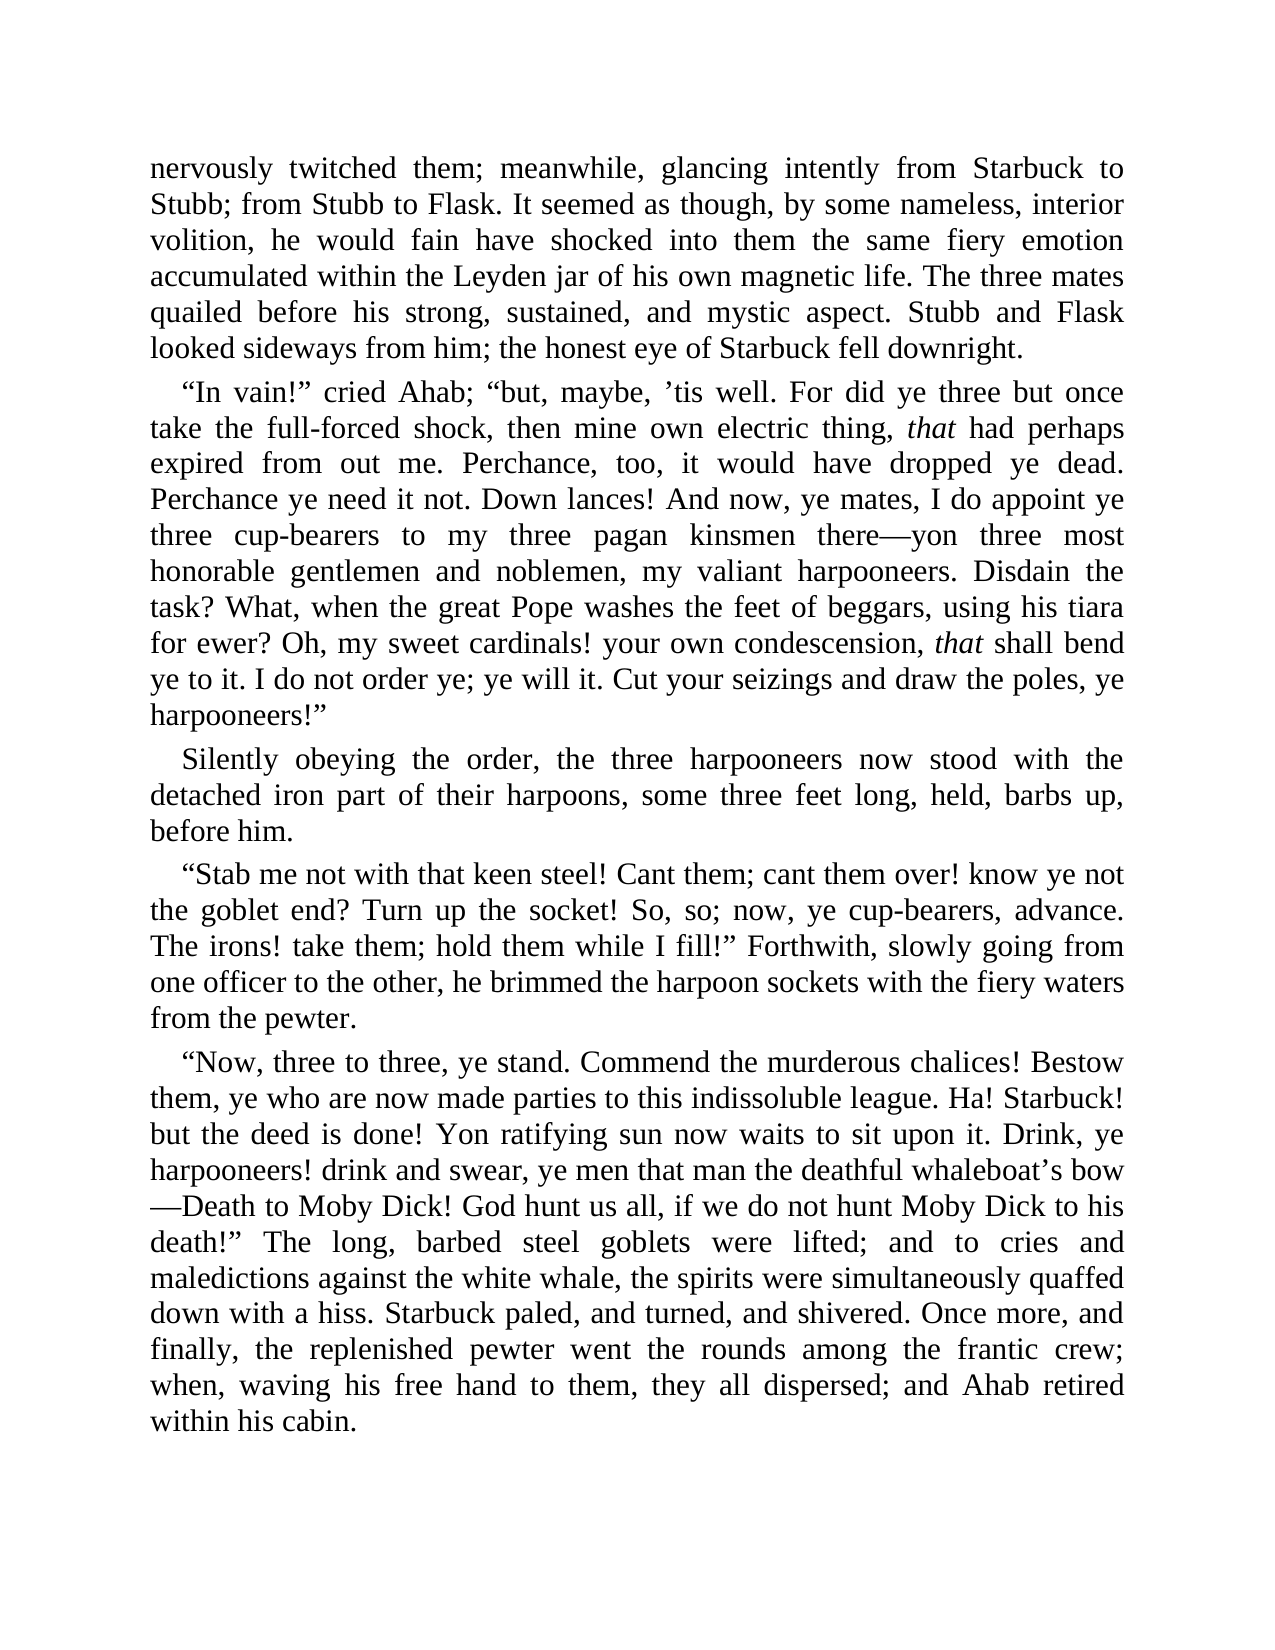 nervously twitched them; meanwhile, glancing intently from Starbuck to
Stubb; from Stubb to Flask. It seemed as though, by some nameless, interior
volition, he would fain have shocked into them the same fiery emotion
accumulated within the Leyden jar of his own magnetic life. The three mates
quailed before his strong, sustained, and mystic aspect. Stubb and Flask
looked sideways from him; the honest eye of Starbuck fell downright.
“In vain!” cried Ahab; “but, maybe, ’tis well. For did ye three but once
take the full-forced shock, then mine own electric thing, that had perhaps
expired from out me. Perchance, too, it would have dropped ye dead.
Perchance ye need it not. Down lances! And now, ye mates, I do appoint ye
three cup-bearers to my three pagan kinsmen there—yon three most
honorable gentlemen and noblemen, my valiant harpooneers. Disdain the
task? What, when the great Pope washes the feet of beggars, using his tiara
for ewer? Oh, my sweet cardinals! your own condescension, that shall bend
ye to it. I do not order ye; ye will it. Cut your seizings and draw the poles, ye
harpooneers!”
Silently obeying the order, the three harpooneers now stood with the
detached iron part of their harpoons, some three feet long, held, barbs up,
before him.
“Stab me not with that keen steel! Cant them; cant them over! know ye not
the goblet end? Turn up the socket! So, so; now, ye cup-bearers, advance.
The irons! take them; hold them while I fill!” Forthwith, slowly going from
one officer to the other, he brimmed the harpoon sockets with the fiery waters
from the pewter.
“Now, three to three, ye stand. Commend the murderous chalices! Bestow
them, ye who are now made parties to this indissoluble league. Ha! Starbuck!
but the deed is done! Yon ratifying sun now waits to sit upon it. Drink, ye
harpooneers! drink and swear, ye men that man the deathful whaleboat’s bow
—Death to Moby Dick! God hunt us all, if we do not hunt Moby Dick to his
death!” The long, barbed steel goblets were lifted; and to cries and
maledictions against the white whale, the spirits were simultaneously quaffed
down with a hiss. Starbuck paled, and turned, and shivered. Once more, and
finally, the replenished pewter went the rounds among the frantic crew;
when, waving his free hand to them, they all dispersed; and Ahab retired
within his cabin.